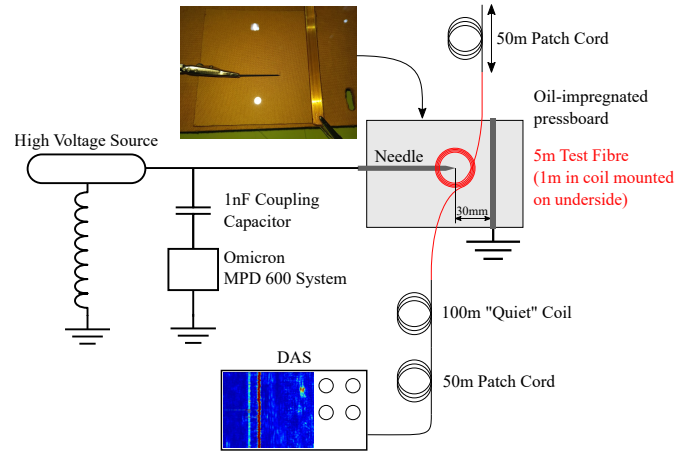 50m Patch Cord
Oil-impregnated
pressboard
High Voltage Source
Needle
5m Test Fibre
(1m in coil mounted
on underside)
30mm
1nF Coupling
Capacitor
Omicron
MPD 600 System
100m "Quiet" Coil
DAS
50m Patch Cord